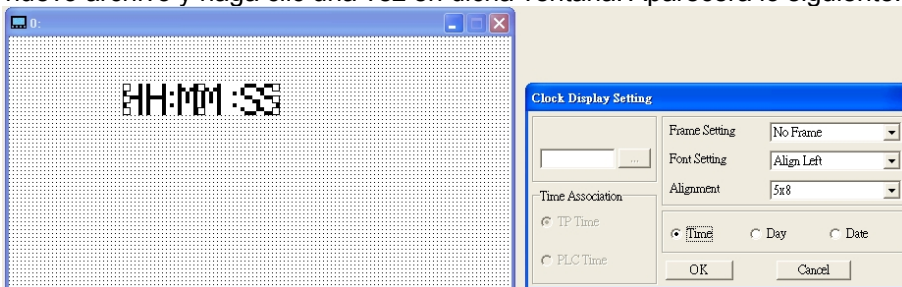 nuevo archivo y haga clic una vez en dicha ventana. Aparecerá lo siguiente:
0:
HH:MM :SS
Clock Display Setting
...
Time Association
TP Time
PLC Time
Frame Setting No Frame
Font Setting Align Left
Alignment 5x8
Time Day Date
OK Cancel